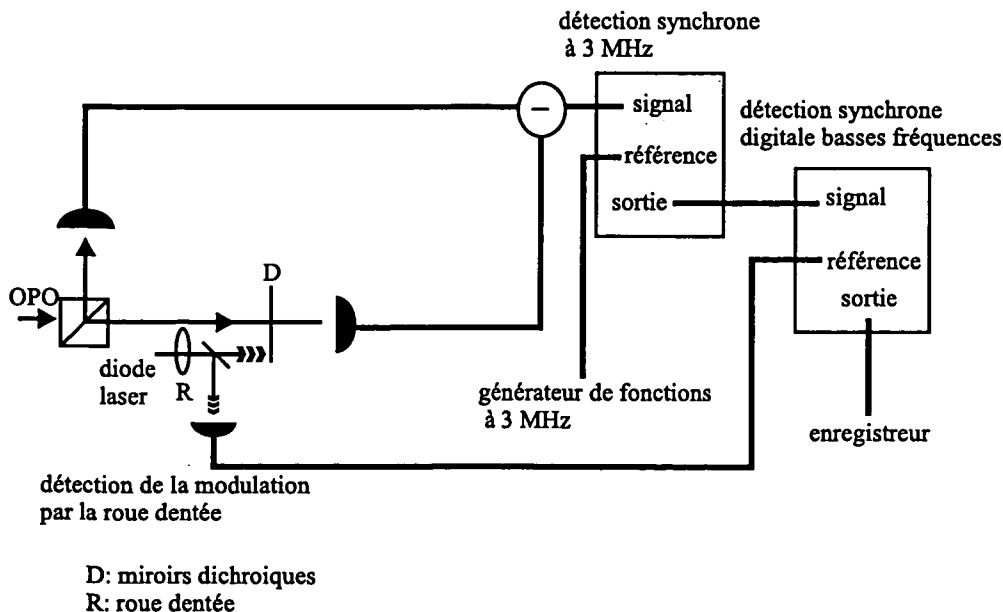 détection synchrone
à 3 MHz
signal
référence
sortie
détection synchrone
digitale basses fréquences
signal
référence
sortie
−
OPO
D
diode
laser
R
générateur de fonctions
à 3 MHz
enregistreur
détection de la modulation
par la roue dentée
D: miroirs dichroiques
R: roue dentée